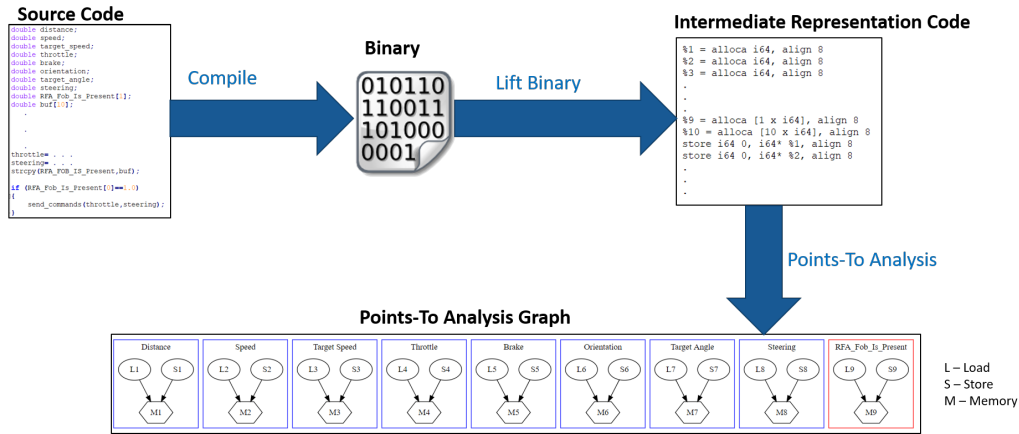 Source Code
double distance;
double speed;
double target_speed;
double throttle;
double brake;
double orientation;
double target_angle;
double steering;
double RFA_Fob_Is_Present[1];
double buf[10];
.
.
.
throttle= . . .
steering= . . .
strcpy(RFA_FOB_IS_Present,buf);
if (RFA_Fob_Is_Present[0]==1.0)
{
send_commands(throttle,steering);
}
Compile
Binary
010110
110011
101000
0001
Lift Binary
Intermediate Representation Code
%1 = alloca i64, align 8
%2 = alloca i64, align 8
%3 = alloca i64, align 8
.
.
.
%9 = alloca [1 x i64], align 8
%10 = alloca [10 x i64], align 8
store i64 0, i64* %1, align 8
store i64 0, i64* %2, align 8
.
.
.
Points-To Analysis
Points-To Analysis Graph
Distance Speed Target Speed Throttle Brake Orientation Target Angle Steering RFA_Fob_Is_Present
L1 S1 L2 S2 L3 S3 L4 S4 L5 S5 L6 S6 L7 S7 L8 S8 L9 S9
M1 M2 M3 M4 M5 M6 M7 M8 M9
L – Load
S – Store
M – Memory